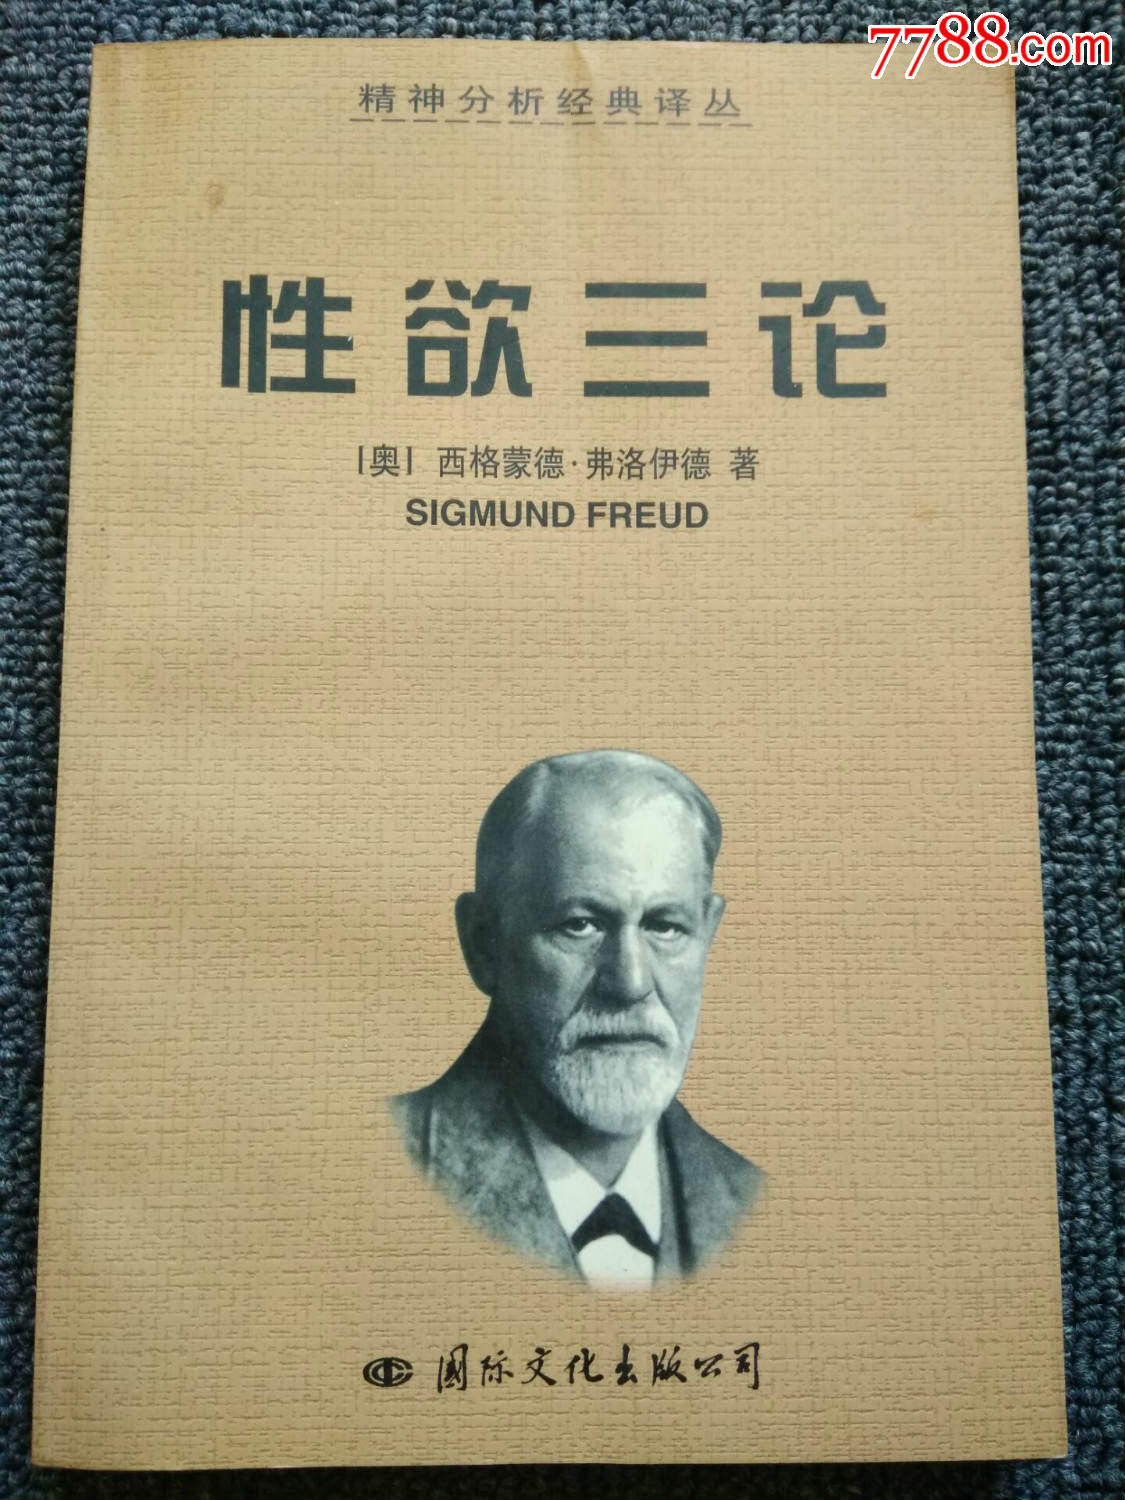 7788.com
精神分析经典译丛
性欲三论
[奥] 西格蒙德·弗洛伊德 著
SIGMUND FREUD
国际文化出版公司